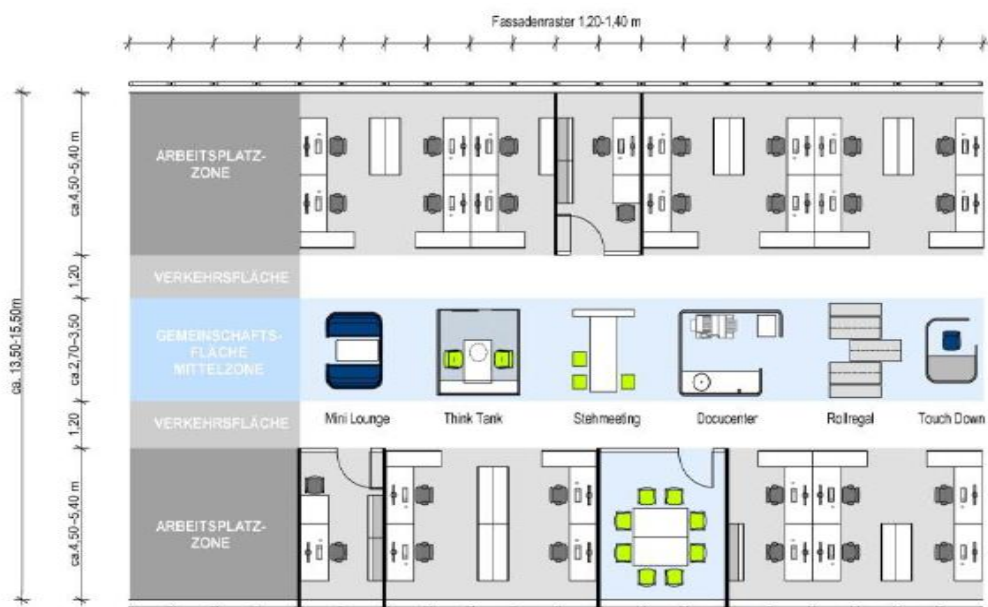 Fassadenraster 1,20-1,40 m
ca. 13,50-15,50m
ca.4,50-5,40 m
ARBEITSPLATZ-
ZONE
1,20
VERKEHRSFLÄCHE
ca.2,70-3,50
GEMEINSCHAFTS-
FLÄCHE
MITTELZONE
1,20
VERKEHRSFLÄCHE
Mini Lounge
Think Tank
Stehmeeting
Docucenter
Rollregal
Touch Down
ca.4,50-5,40 m
ARBEITSPLATZ-
ZONE